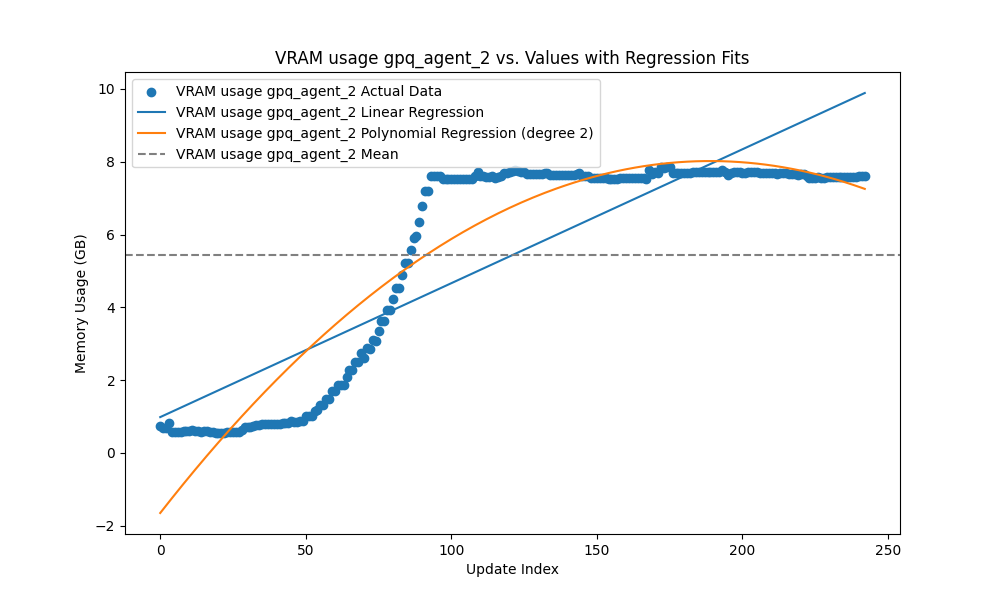 VRAM usage gpq_agent_2 vs. Values with Regression Fits
VRAM usage gpq_agent_2 Actual Data
VRAM usage gpq_agent_2 Linear Regression
VRAM usage gpq_agent_2 Polynomial Regression (degree 2)
VRAM usage gpq_agent_2 Mean
Memory Usage (GB)
10
8
6
4
2
0
−2
0 50 100 150 200 250
Update Index